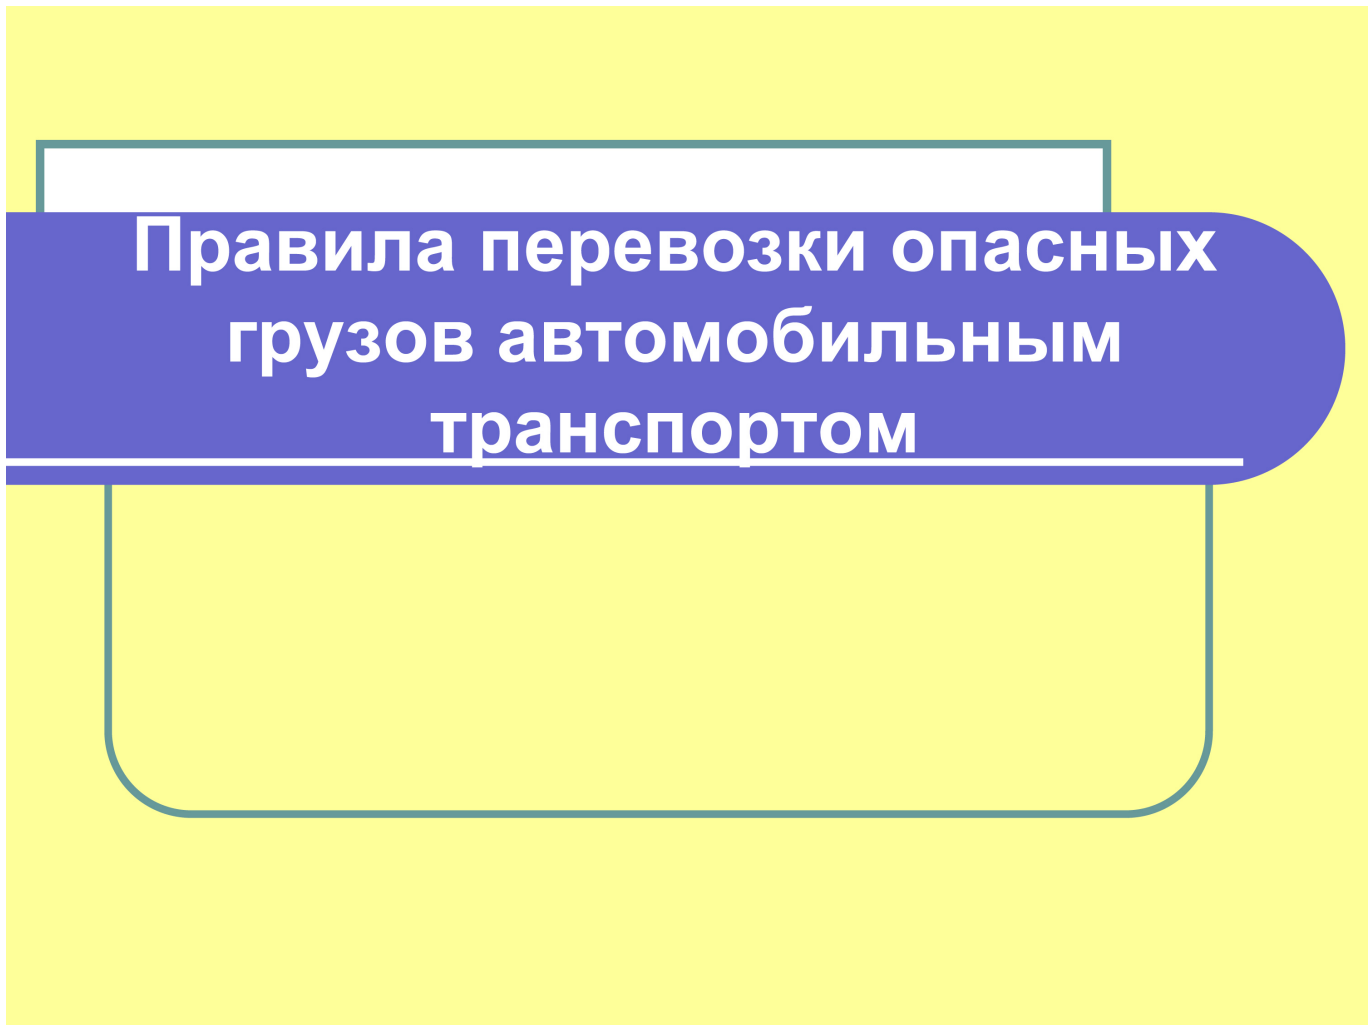 Правила перевозки опасных
грузов автомобильным
транспортом